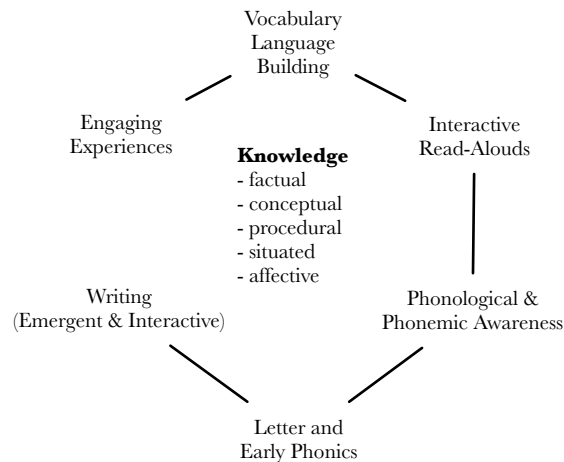 Vocabulary
Language
Building
Engaging
Experiences
Interactive
Read-Alouds
Knowledge
- factual
- conceptual
- procedural
- situated
- affective
Writing
(Emergent & Interactive)
Phonological &
Phonemic Awareness
Letter and
Early Phonics